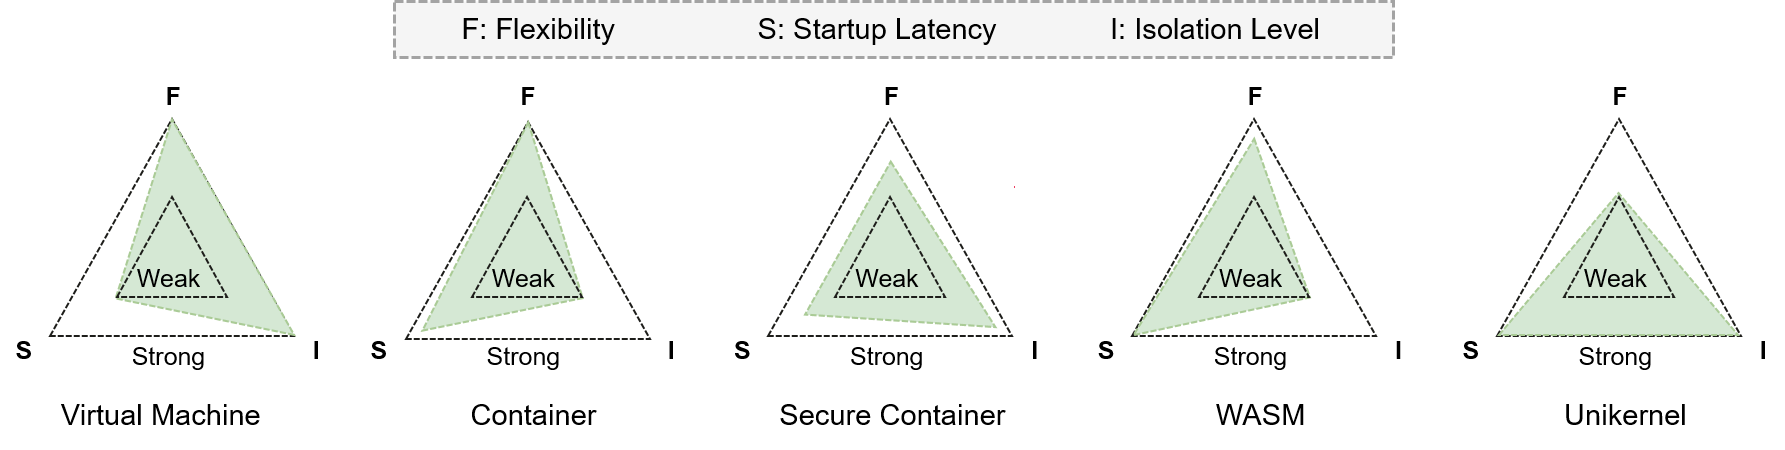 F: Flexibility S: Startup Latency I: Isolation Level
F F F F F
Weak Weak Weak Weak Weak
S I S I S I S I S I
Strong Strong Strong Strong Strong
Virtual Machine Container Secure Container WASM Unikernel